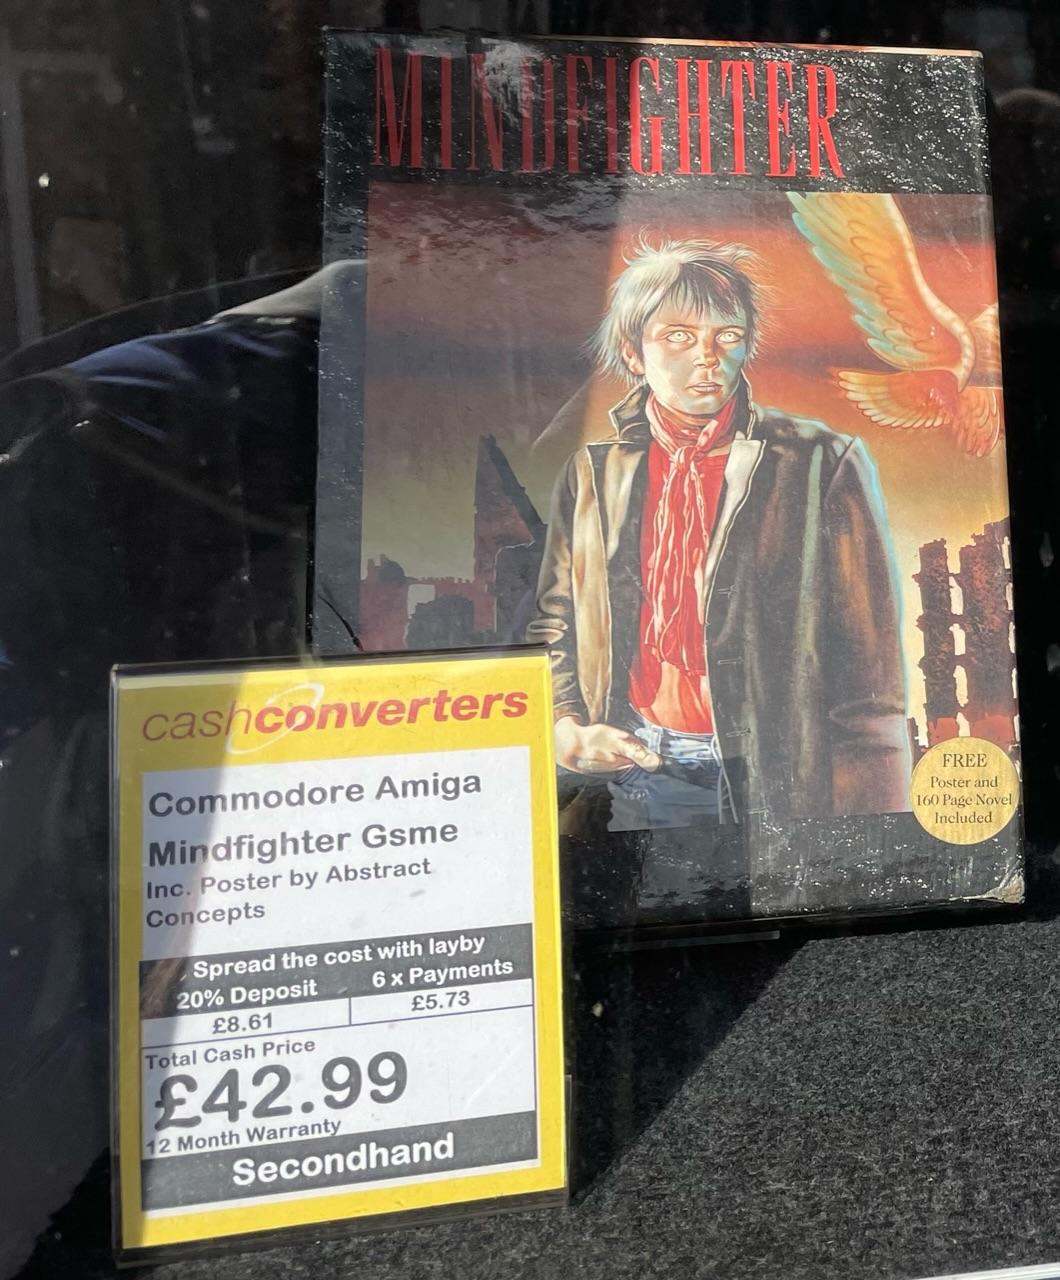 MINDFIGHTER
FREE
Poster and
160 Page Novel
Included
cashconverters
Commodore Amiga
Mindfighter Gsme
Inc. Poster by Abstract
Concepts
Spread the cost with layby
20% Deposit 6 x Payments
£8.61 £5.73
Total Cash Price
£42.99
12 Month Warranty
Secondhand